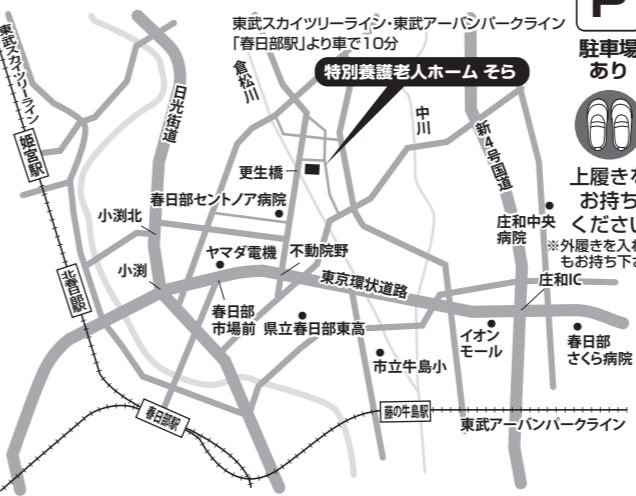 東武スカイツリーライン・東武アーバンパークライン
「春日部駅」より車で10分
P
駐車場
あり
上履きを
お持ち
ください
※外履きを入れ
もお持ち下さ
特別養護老人ホーム そら
東武スカイツリーライン
姫宮駅
日光街道
倉松川
中川
新4号国道
更生橋
春日部セントノア病院
小渕北
小渕
ヤマダ電機
不動院野
東京環状道路
庄和中央
病院
庄和IC
北春日部駅
春日部
市場前
県立春日部東高
市立牛島小
イオン
モール
春日部
さくら病院
春日部駅
藤の牛島駅
東武アーバンパークライン